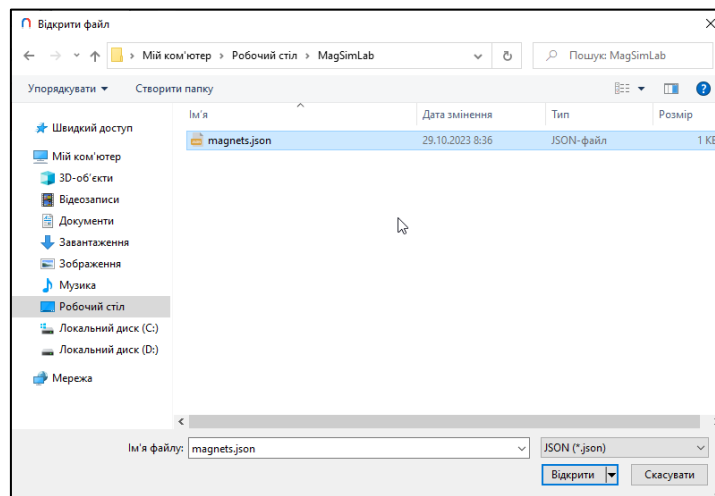 Відкрити файл
Мій комп'ютер > Робочий стіл > MagSimLab
Пошук: MagSimLab
Упорядкувати
Створити папку
Ім'я
Дата змінення
Тип
Розмір
magnets.json
29.10.2023 8:36
JSON-файл
1 КБ
Швидкий доступ
Мій комп'ютер
3D-об'єкти
Відеозаписи
Документи
Завантаження
Зображення
Музика
Робочий стіл
Локальний диск (C:)
Локальний диск (D:)
Мережа
Ім'я файлу:
magnets.json
JSON (*.json)
Відкрити
Скасувати